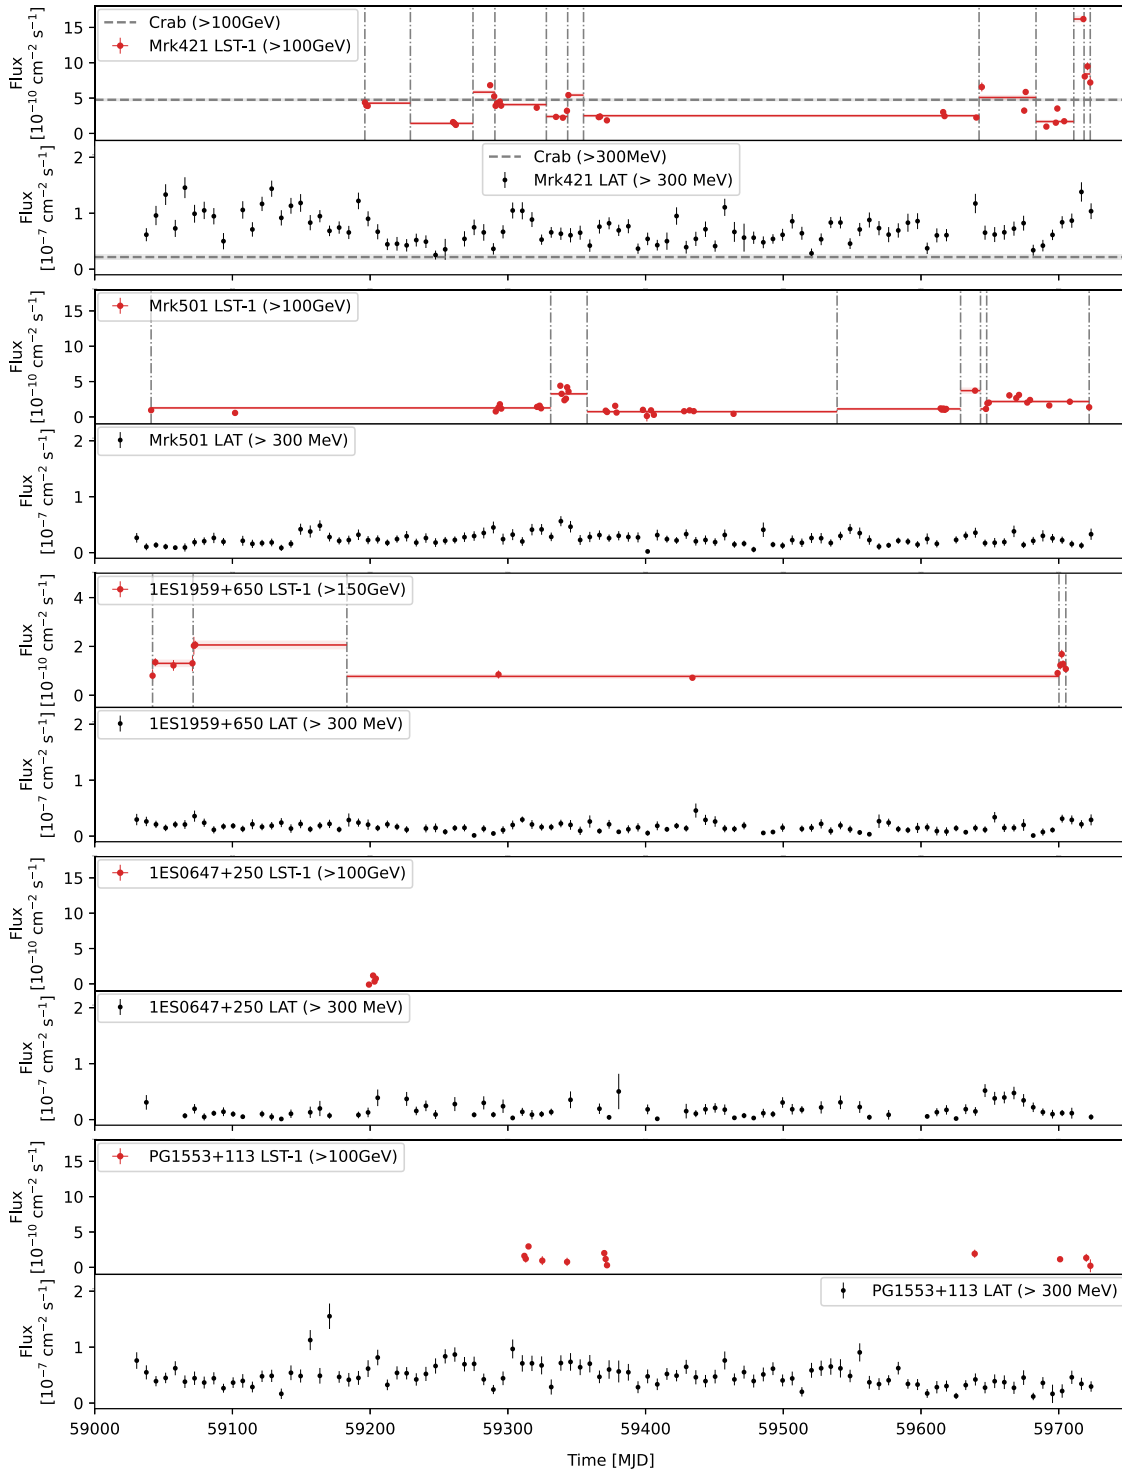 Flux
[10⁻¹⁰ cm⁻² s⁻¹]
15
10
5
0
Crab (>100GeV)
Mrk421 LST-1 (>100GeV)
Flux
[10⁻⁷ cm⁻² s⁻¹]
2
1
0
Crab (>300MeV)
Mrk421 LAT (> 300 MeV)
Flux
[10⁻¹⁰ cm⁻² s⁻¹]
15
10
5
0
Mrk501 LST-1 (>100GeV)
Flux
[10⁻⁷ cm⁻² s⁻¹]
2
1
0
Mrk501 LAT (> 300 MeV)
Flux
[10⁻¹⁰ cm⁻² s⁻¹]
4
2
0
1ES1959+650 LST-1 (>150GeV)
Flux
[10⁻⁷ cm⁻² s⁻¹]
2
1
0
1ES1959+650 LAT (> 300 MeV)
Flux
[10⁻¹⁰ cm⁻² s⁻¹]
15
10
5
0
1ES0647+250 LST-1 (>100GeV)
Flux
[10⁻⁷ cm⁻² s⁻¹]
2
1
0
1ES0647+250 LAT (> 300 MeV)
Flux
[10⁻¹⁰ cm⁻² s⁻¹]
15
10
5
0
PG1553+113 LST-1 (>100GeV)
Flux
[10⁻⁷ cm⁻² s⁻¹]
2
1
0
PG1553+113 LAT (> 300 MeV)
59000 59100 59200 59300 59400 59500 59600 59700
Time [MJD]